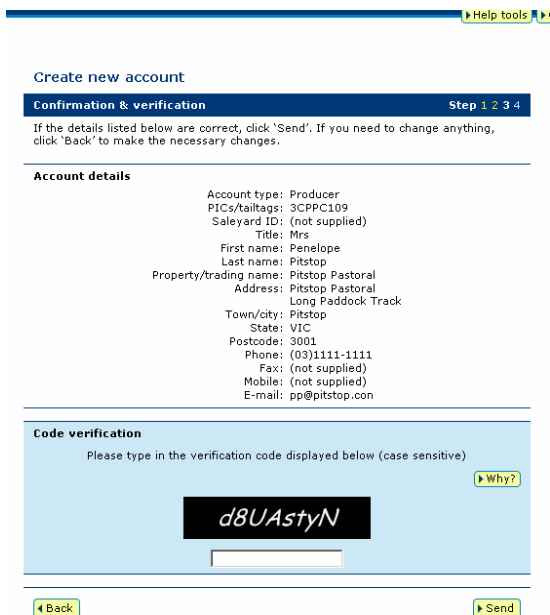 Help tools
Create new account
Confirmation & verification Step 1 2 3 4
If the details listed below are correct, click 'Send'. If you need to change anything,
click 'Back' to make the necessary changes.
Account details
Account type: Producer
PICs/tailtags: 3CPPC109
Saleyard ID: (not supplied)
Title: Mrs
First name: Penelope
Last name: Pitstop
Property/trading name: Pitstop Pastoral
Address: Pitstop Pastoral
Long Paddock Track
Town/city: Pitstop
State: VIC
Postcode: 3001
Phone: (03)1111-1111
Fax: (not supplied)
Mobile: (not supplied)
E-mail: pp@pitstop.con
Code verification
Please type in the verification code displayed below (case sensitive)
Why?
d8UAstyN
Back Send